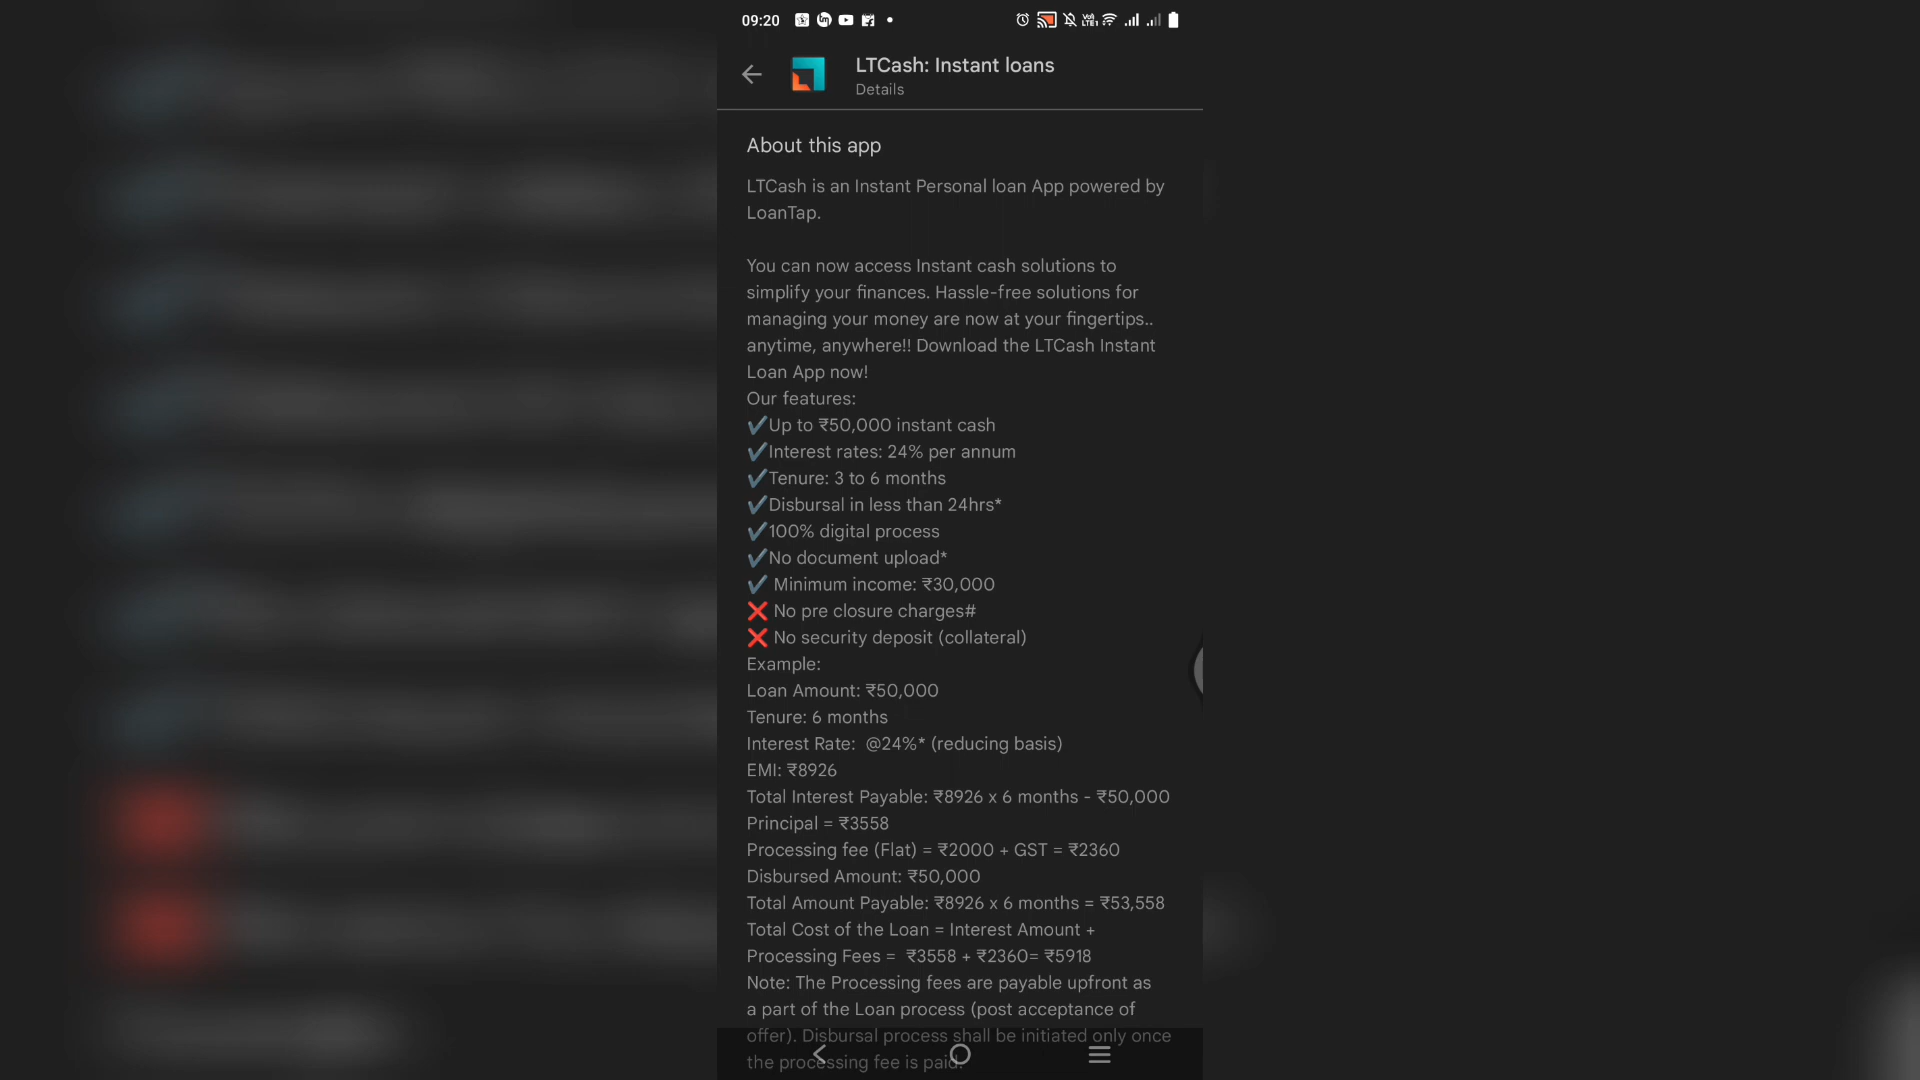 09:20
LTCash: Instant loans
Details
About this app
LTCash is an Instant Personal loan App powered by
LoanTap.
You can now access Instant cash solutions to
simplify your finances. Hassle-free solutions for
managing your money are now at your fingertips..
anytime, anywhere!! Download the LTCash Instant
Loan App now!
Our features:
✔Up to ₹50,000 instant cash
✔Interest rates: 24% per annum
✔Tenure: 3 to 6 months
✔Disbursal in less than 24hrs*
✔100% digital process
✔No document upload*
✔ Minimum income: ₹30,000
❌ No pre closure charges#
❌ No security deposit (collateral)
Example:
Loan Amount: ₹50,000
Tenure: 6 months
Interest Rate:  @24%* (reducing basis)
EMI: ₹8926
Total Interest Payable: ₹8926 x 6 months - ₹50,000
Principal = ₹3558
Processing fee (Flat) = ₹2000 + GST = ₹2360
Disbursed Amount: ₹50,000
Total Amount Payable: ₹8926 x 6 months = ₹53,558
Total Cost of the Loan = Interest Amount +
Processing Fees =  ₹3558 + ₹2360= ₹5918
Note: The Processing fees are payable upfront as
a part of the Loan process (post acceptance of
offer). Disbursal process shall be initiated only once
the processing fee is paid.